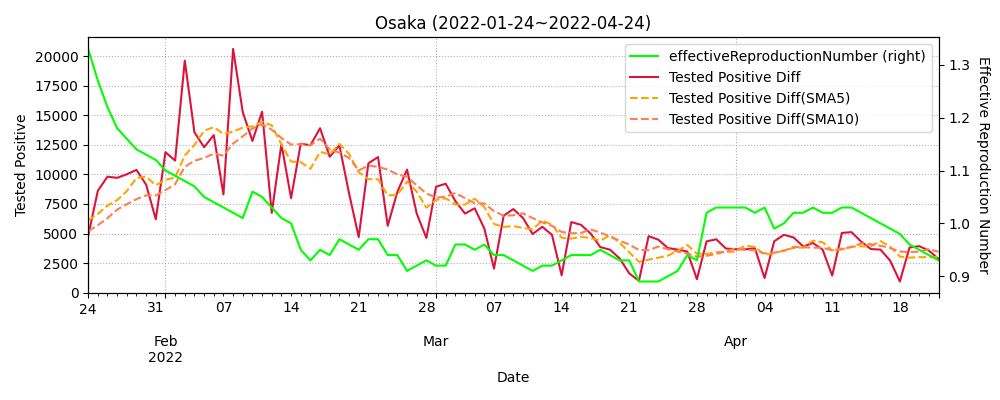 Osaka (2022-01-24~2022-04-24)
effectiveReproductionNumber (right)
Tested Positive Diff
Tested Positive Diff(SMA5)
Tested Positive Diff(SMA10)
Tested Positive
20000
17500
15000
12500
10000
7500
5000
2500
0
1.3
1.2
1.1
1.0
0.9
Effective Reproduction Number
24 31 07 14 21 28 07 14 21 28 04 11 18
Feb Mar Apr
2022
Date